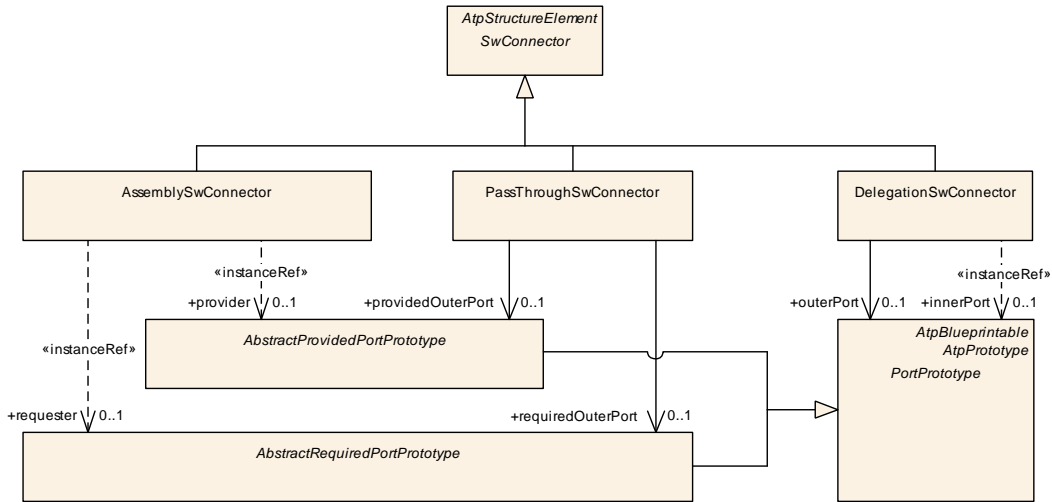 AtpStructureElement
SwConnector
AssemblySwConnector
PassThroughSwConnector
DelegationSwConnector
«instanceRef»
«instanceRef»
+provider
0..1
+providedOuterPort
0..1
+outerPort
0..1
+innerPort
0..1
AbstractProvidedPortPrototype
AtpBlueprintable
AtpPrototype
PortPrototype
«instanceRef»
+requester
0..1
+requiredOuterPort
0..1
AbstractRequiredPortPrototype